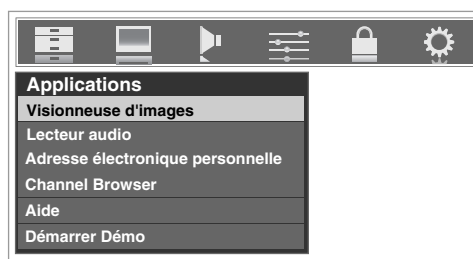 Applications
Visionneuse d'images
Lecteur audio
Adresse électronique personnelle
Channel Browser
Aide
Démarrer Démo